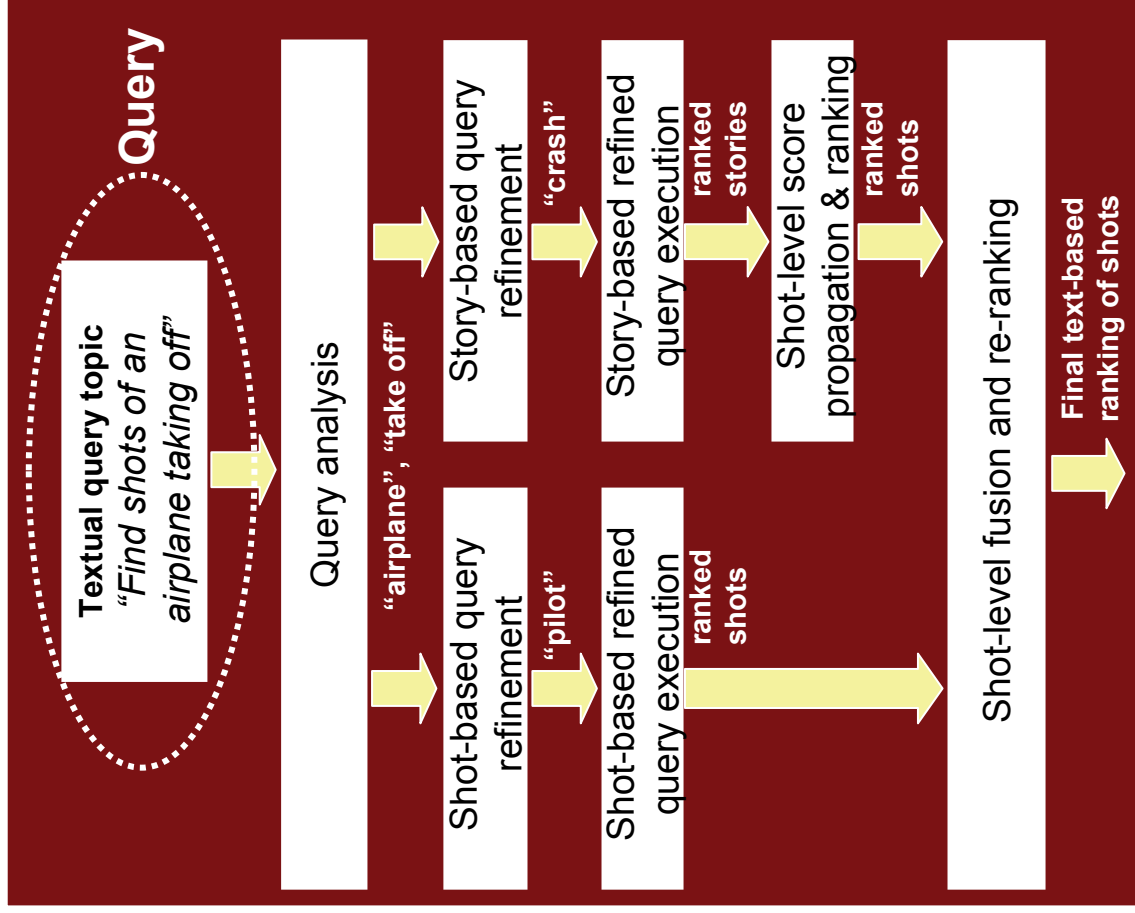 Query
Textual query topic
“Find shots of an
airplane taking off”
Query analysis
“airplane”, “take off”
Shot-based query
refinement
Story-based query
refinement
“pilot”
“crash”
Shot-based refined
query execution
Story-based refined
query execution
ranked
shots
ranked
stories
Shot-level score
propagation & ranking
ranked
shots
Shot-level fusion and re-ranking
Final text-based
ranking of shots